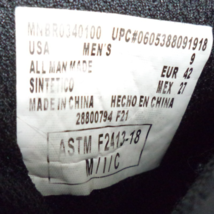 MNBR0340100 UPC#0605388091918
USA MEN'S 9
ALL MAN MADE EUR 42
SINTETICO MEX 27
MADE IN CHINA HECHO EN CHINA
28800794 F21
ASTM F2413-18
M/I/C